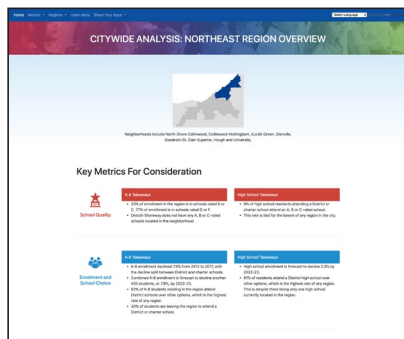 Home Metrics Regions Learn More Share Your Input
Select Language
CITYWIDE ANALYSIS: NORTHEAST REGION OVERVIEW
Neighborhoods include North Shore Collinwood, Collinwood-Nottingham, Euclid-Green, Glenville,
Goodrich-St. Clair-Superior, Hough and University.
Key Metrics For Consideration
School Quality
K-8 Takeaways
23% of enrollment in the region is in schools rated B or
C. 77% of enrollment is in schools rated D or F.
Detroit-Shoreway does not have any A, B or C-rated
schools located in the neighborhood.
High School Takeaways
8% of high school residents attending a District or
charter school attend an A, B or C-rated school.
This rate is tied for the lowest of any region in the city.
Enrollment and
School Choice
K-8 Takeaways
K-8 enrollment declined 7.9% from 2013 to 2017, with
the decline split between District and charter schools.
Combined K-8 enrollment is forecast to decline another
450 students, or 7.8%, by 2022-23.
62% of K-8 students residing in the region attend
District schools over other options, which is the highest
rate of any region.
30% of students are leaving the region to attend a
District or charter school.
High School Takeaways
High school enrollment is forecast to decline 2.3% by
2022-23.
61% of residents attend a District high school over
other options, which is the highest rate of any region.
This is despite there being only one high school
currently located in the region.